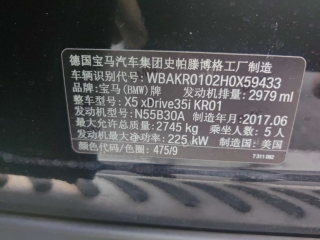 德国宝马汽车集团史帕滕博格工厂制造
车辆识别代号: WBAKR0102H0X59433
品牌: 宝马(BMW)牌 发动机排量: 2979 ml
整车型号: X5 xDrive35i KR01
发动机型号: N55B30A 制造年月: 2017.06
最大允许总质量: 2745 kg 乘坐人数: 5 人
发动机最大净功率: 225 kW 制造国: 美国
颜色代码/色圈: 475/9